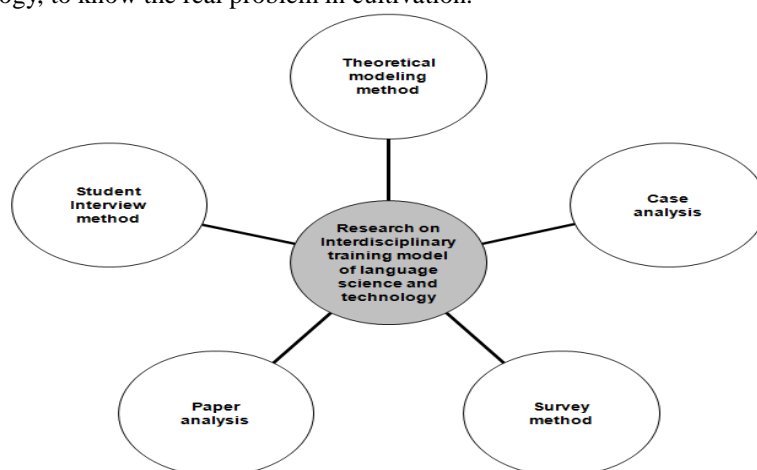 ogy, to know the real problem in cultivation.
Theoretical
modeling
method
Student
Interview
method
Case
analysis
Research on
Interdisciplinary
training model
of language
science and
technology
Paper
analysis
Survey
method